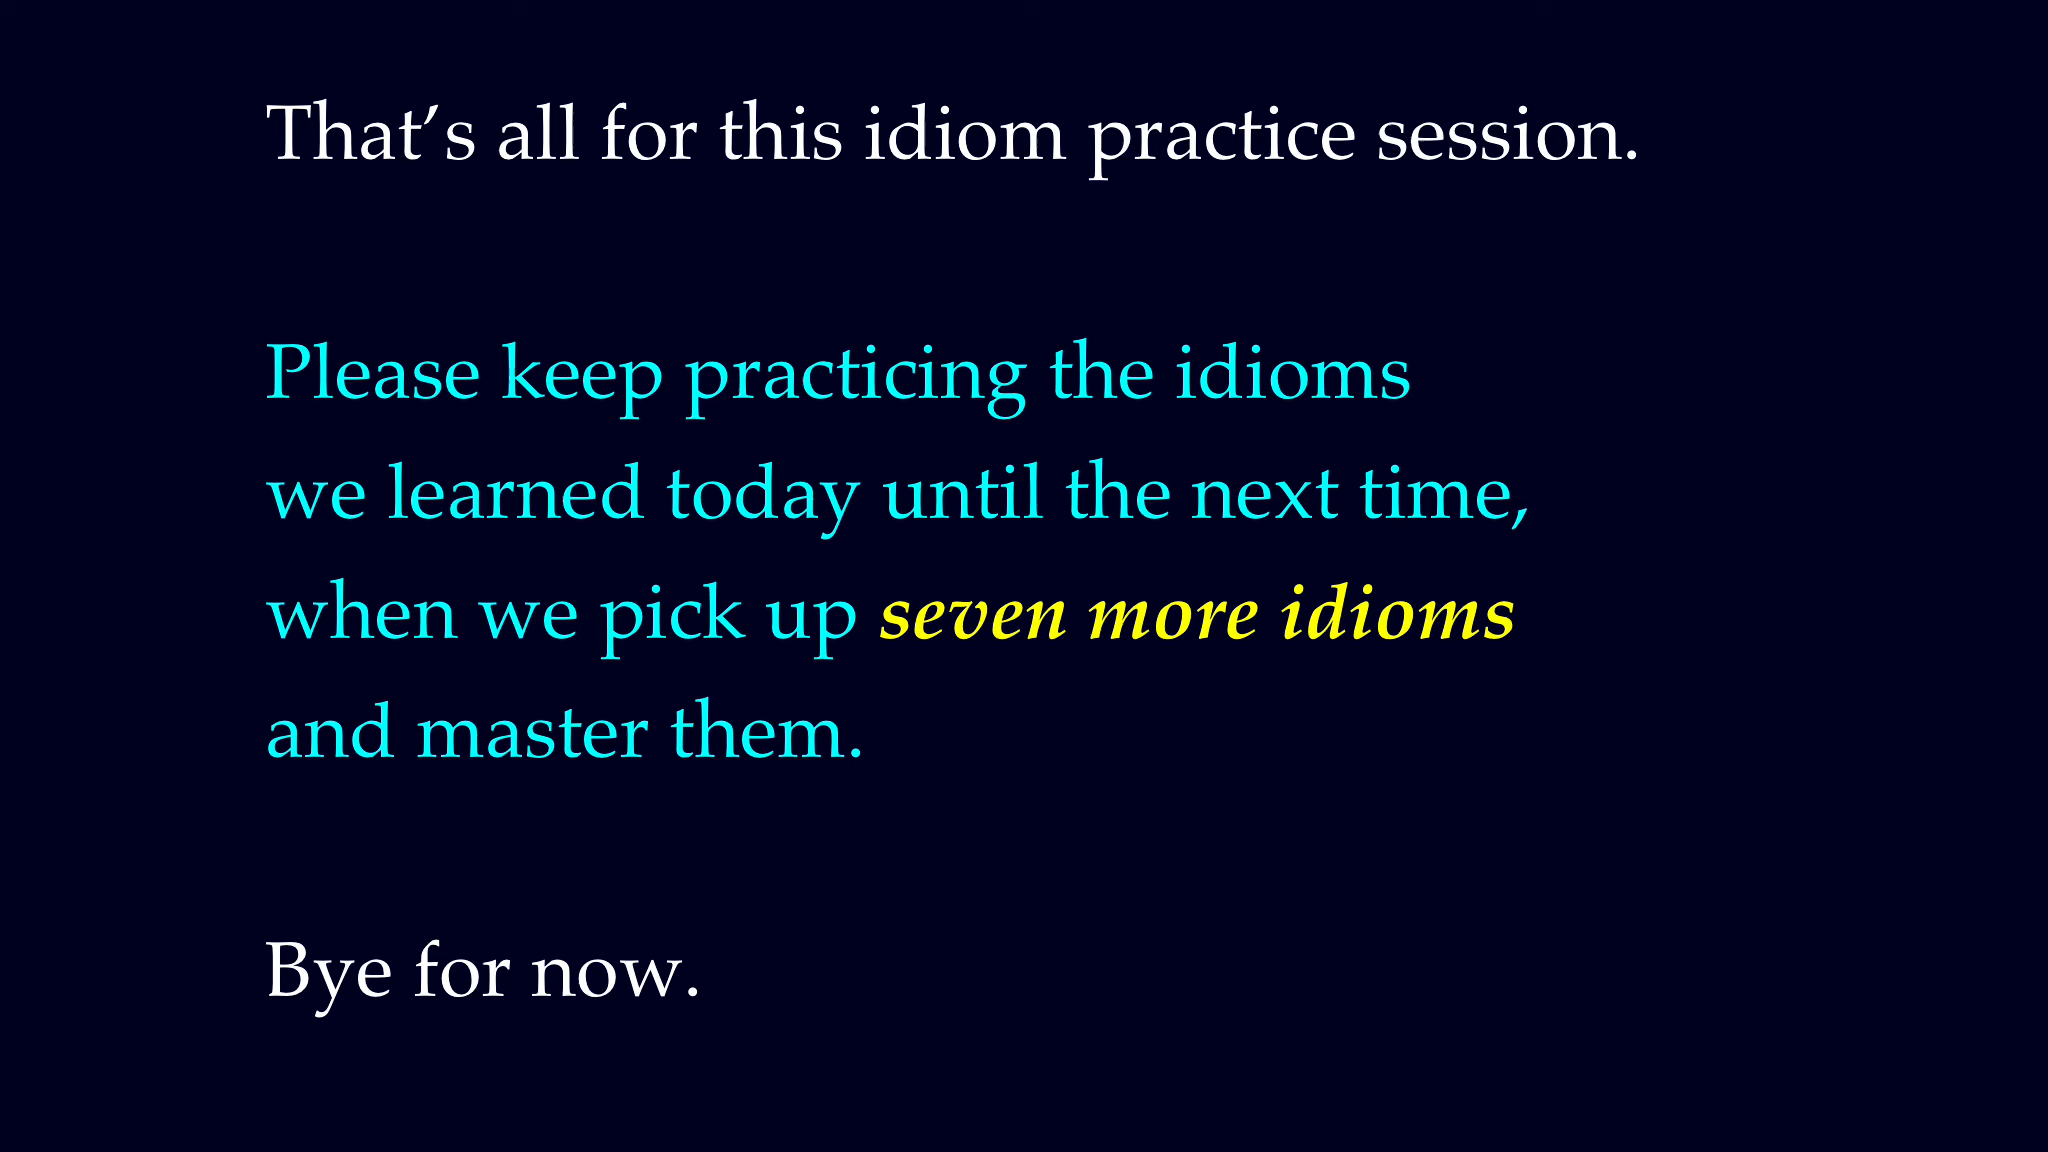 That’s all for this idiom practice session.
Please keep practicing the idioms
we learned today until the next time,
when we pick up seven more idioms
and master them.
Bye for now.